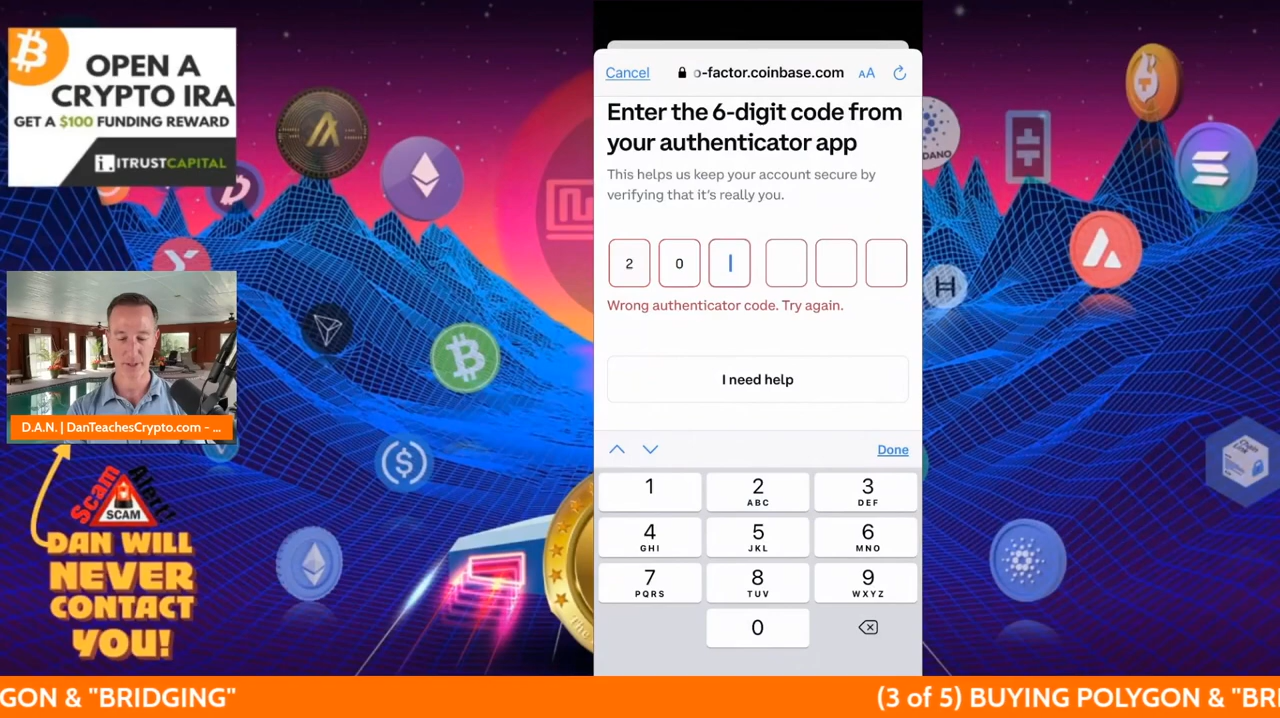 OPEN A
CRYPTO IRA
GET A $100 FUNDING REWARD
ITRUSTCAPITAL
D.A.N. | DanTeachesCrypto.com – ...
Scam Alert!
SCAM
DAN WILL
NEVER
CONTACT
YOU!
Cancel
o-factor.coinbase.com
AA
Enter the 6-digit code from
your authenticator app
This helps us keep your account secure by
verifying that it's really you.
2 0
Wrong authenticator code. Try again.
I need help
Done
1 2 3
ABC DEF
4 5 6
GHI JKL MNO
7 8 9
PQRS TUV WXYZ
0
DANO
GON & "BRIDGING"
(3 of 5) BUYING POLYGON & "BRI